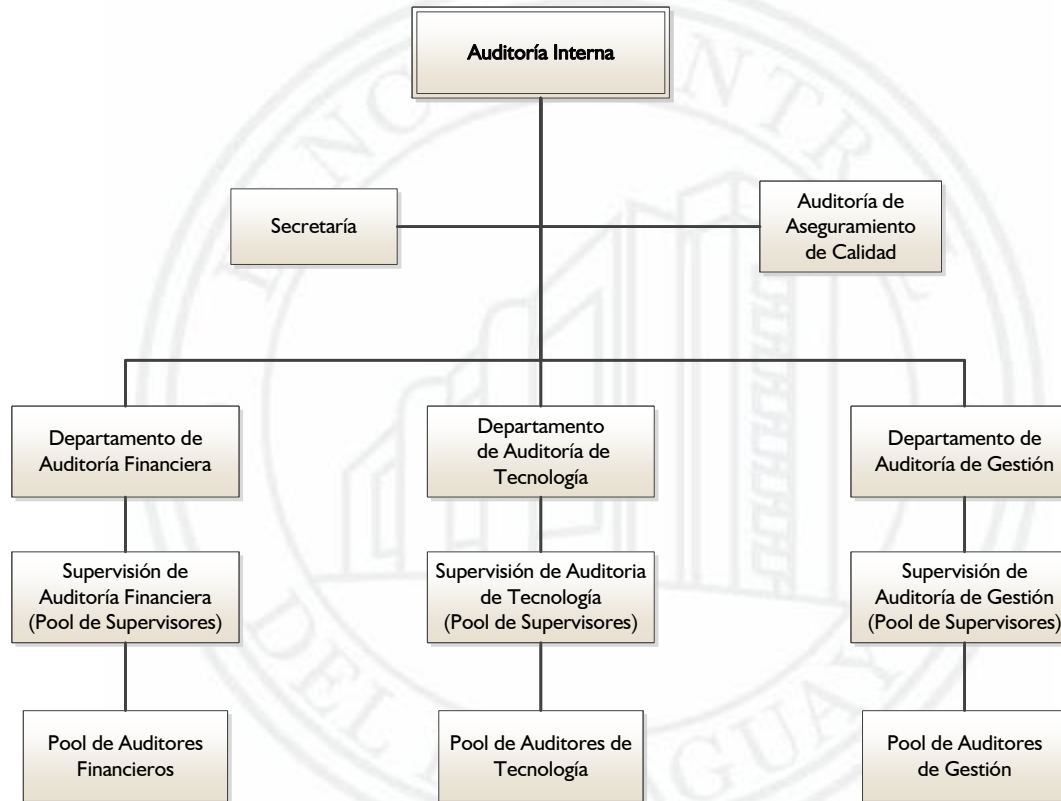 Auditoría Interna
Secretaría
Auditoría de
Aseguramiento
de Calidad
Departamento de
Auditoría Financiera
Departamento
de Auditoría de
Tecnología
Departamento de
Auditoría de Gestión
Supervisión de
Auditoría Financiera
(Pool de Supervisores)
Supervisión de Auditoria
de Tecnología
(Pool de Supervisores)
Supervisión de
Auditoría de Gestión
(Pool de Supervisores)
Pool de Auditores
Financieros
Pool de Auditores de
Tecnología
Pool de Auditores
de Gestión